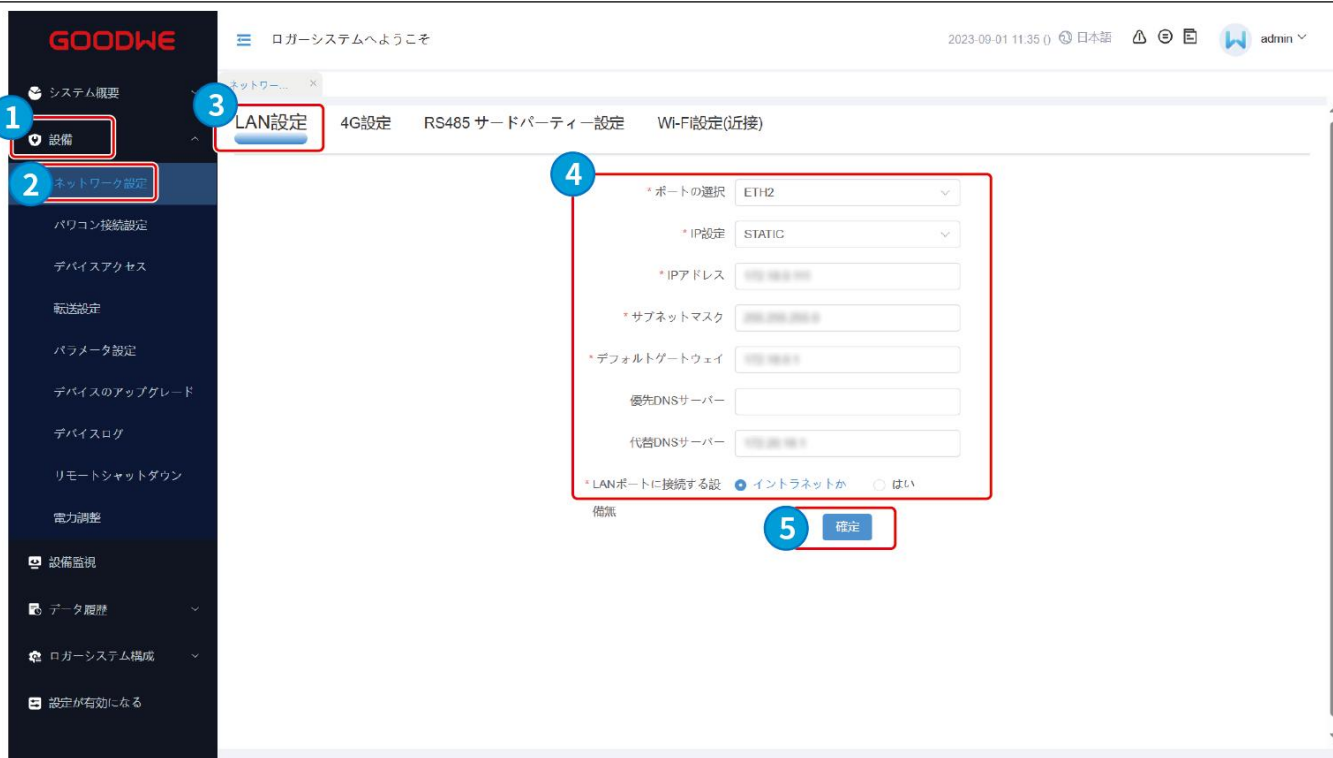 GOODWE
ロガーシステムへようこそ
2023-09-01 11:35 () 日本語
admin
システム概要
ネットワー... ×
1
設備
2
ネットワーク設定
パワコン接続設定
デバイスアクセス
転送設定
パラメータ設定
デバイスのアップグレード
デバイスログ
リモートシャットダウン
電力調整
設備監視
データ履歴
ロガーシステム構成
設定が有効になる
3
LAN設定 4G設定 RS485 サードパーティー設定 Wi-Fi設定(近接)
4
* ポートの選択 ETH2
* IP設定 STATIC
* IPアドレス
* サブネットマスク
* デフォルトゲートウェイ
優先DNSサーバー
代替DNSサーバー
* LANポートに接続する設 イントラネットか はい
備無
5 確定